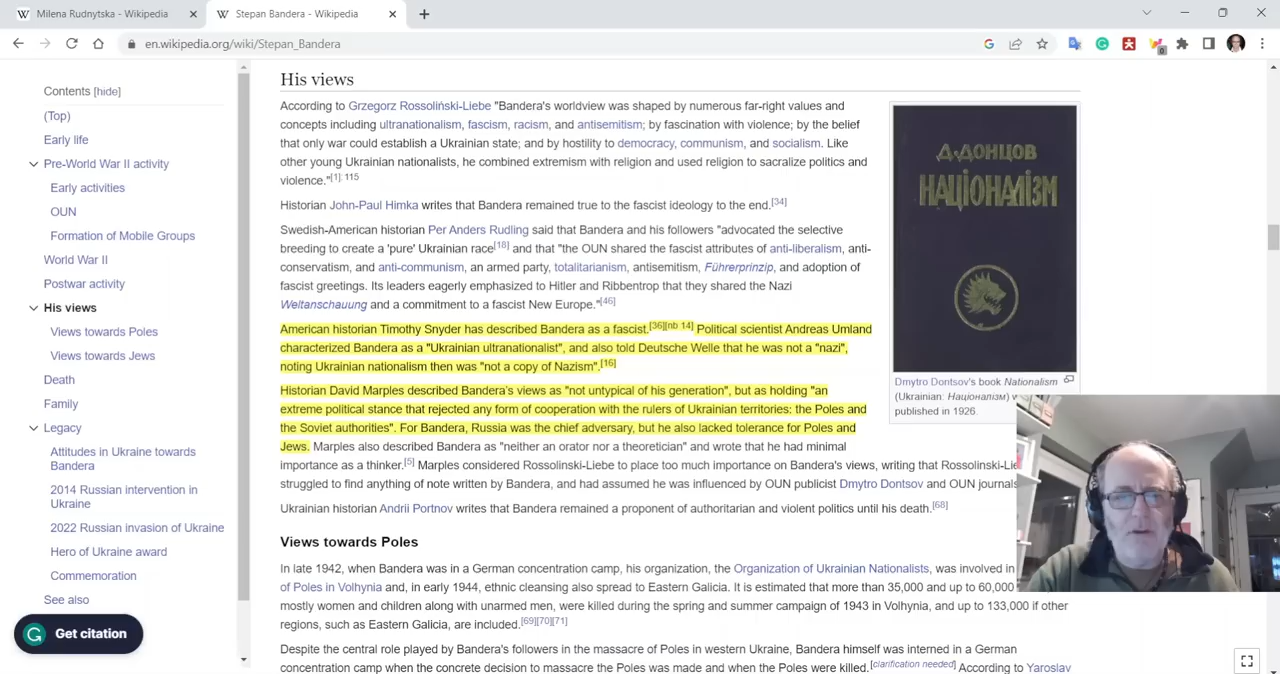 Milena Rudnytska - Wikipedia
Stepan Bandera - Wikipedia
en.wikipedia.org/wiki/Stepan_Bandera
0
Contents [hide]
(Top)
Early life
Pre-World War II activity
Early activities
OUN
Formation of Mobile Groups
World War II
Postwar activity
His views
Views towards Poles
Views towards Jews
Death
Family
Legacy
Attitudes in Ukraine towards
Bandera
2014 Russian intervention in
Ukraine
2022 Russian invasion of Ukraine
Hero of Ukraine award
Commemoration
See also
Get citation
His views
According to Grzegorz Rossoliński-Liebe "Bandera's worldview was shaped by numerous far-right values and
concepts including ultranationalism, fascism, racism, and antisemitism; by fascination with violence; by the belief
that only war could establish a Ukrainian state; and by hostility to democracy, communism, and socialism. Like
other young Ukrainian nationalists, he combined extremism with religion and used religion to sacralize politics and
violence."[1]: 115
Historian John-Paul Himka writes that Bandera remained true to the fascist ideology to the end.[34]
Swedish-American historian Per Anders Rudling said that Bandera and his followers "advocated the selective
breeding to create a 'pure' Ukrainian race[18] and that "the OUN shared the fascist attributes of anti-liberalism, anti-
conservatism, and anti-communism, an armed party, totalitarianism, antisemitism, Führerprinzip, and adoption of
fascist greetings. Its leaders eagerly emphasized to Hitler and Ribbentrop that they shared the Nazi
Weltanschauung and a commitment to a fascist New Europe."[46]
American historian Timothy Snyder has described Bandera as a fascist.[36][nb 14] Political scientist Andreas Umland
characterized Bandera as a "Ukrainian ultranationalist", and also told Deutsche Welle that he was not a "nazi",
noting Ukrainian nationalism then was "not a copy of Nazism".[16]
Historian David Marples described Bandera's views as "not untypical of his generation", but as holding "an
extreme political stance that rejected any form of cooperation with the rulers of Ukrainian territories: the Poles and
the Soviet authorities". For Bandera, Russia was the chief adversary, but he also lacked tolerance for Poles and
Jews. Marples also described Bandera as "neither an orator nor a theoretician" and wrote that he had minimal
importance as a thinker.[5] Marples considered Rossolinski-Liebe to place too much importance on Bandera's views, writing that Rossolinski-Lie
struggled to find anything of note written by Bandera, and had assumed he was influenced by OUN publicist Dmytro Dontsov and OUN journals
Ukrainian historian Andrii Portnov writes that Bandera remained a proponent of authoritarian and violent politics until his death.[68]
Д.ДОНЦОВ
НАЦІОНАЛІЗМ
Dmytro Dontsov's book Nationalism
(Ukrainian: Націоналізм) w
published in 1926.
Views towards Poles
In late 1942, when Bandera was in a German concentration camp, his organization, the Organization of Ukrainian Nationalists, was involved in
of Poles in Volhynia and, in early 1944, ethnic cleansing also spread to Eastern Galicia. It is estimated that more than 35,000 and up to 60,000
mostly women and children along with unarmed men, were killed during the spring and summer campaign of 1943 in Volhynia, and up to 133,000 if other
regions, such as Eastern Galicia, are included.[69][70][71]
Despite the central role played by Bandera's followers in the massacre of Poles in western Ukraine, Bandera himself was interned in a German
concentration camp when the concrete decision to massacre the Poles was made and when the Poles were killed.[clarification needed] According to Yaroslav